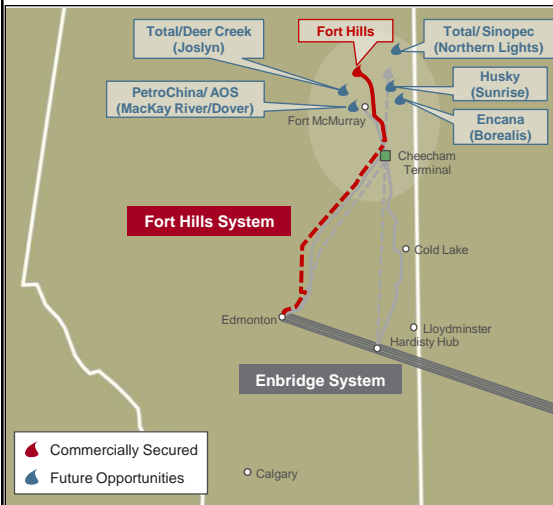 Total/Deer Creek
(Joslyn)
Fort Hills
Total/ Sinopec
(Northern Lights)
PetroChina/ AOS
(MacKay River/Dover)
Husky
(Sunrise)
Encana
(Borealis)
Fort McMurray
Cheecham
Terminal
Fort Hills System
Cold Lake
Edmonton
Lloydminster
Hardisty Hub
Enbridge System
Commercially Secured
Future Opportunities
Calgary